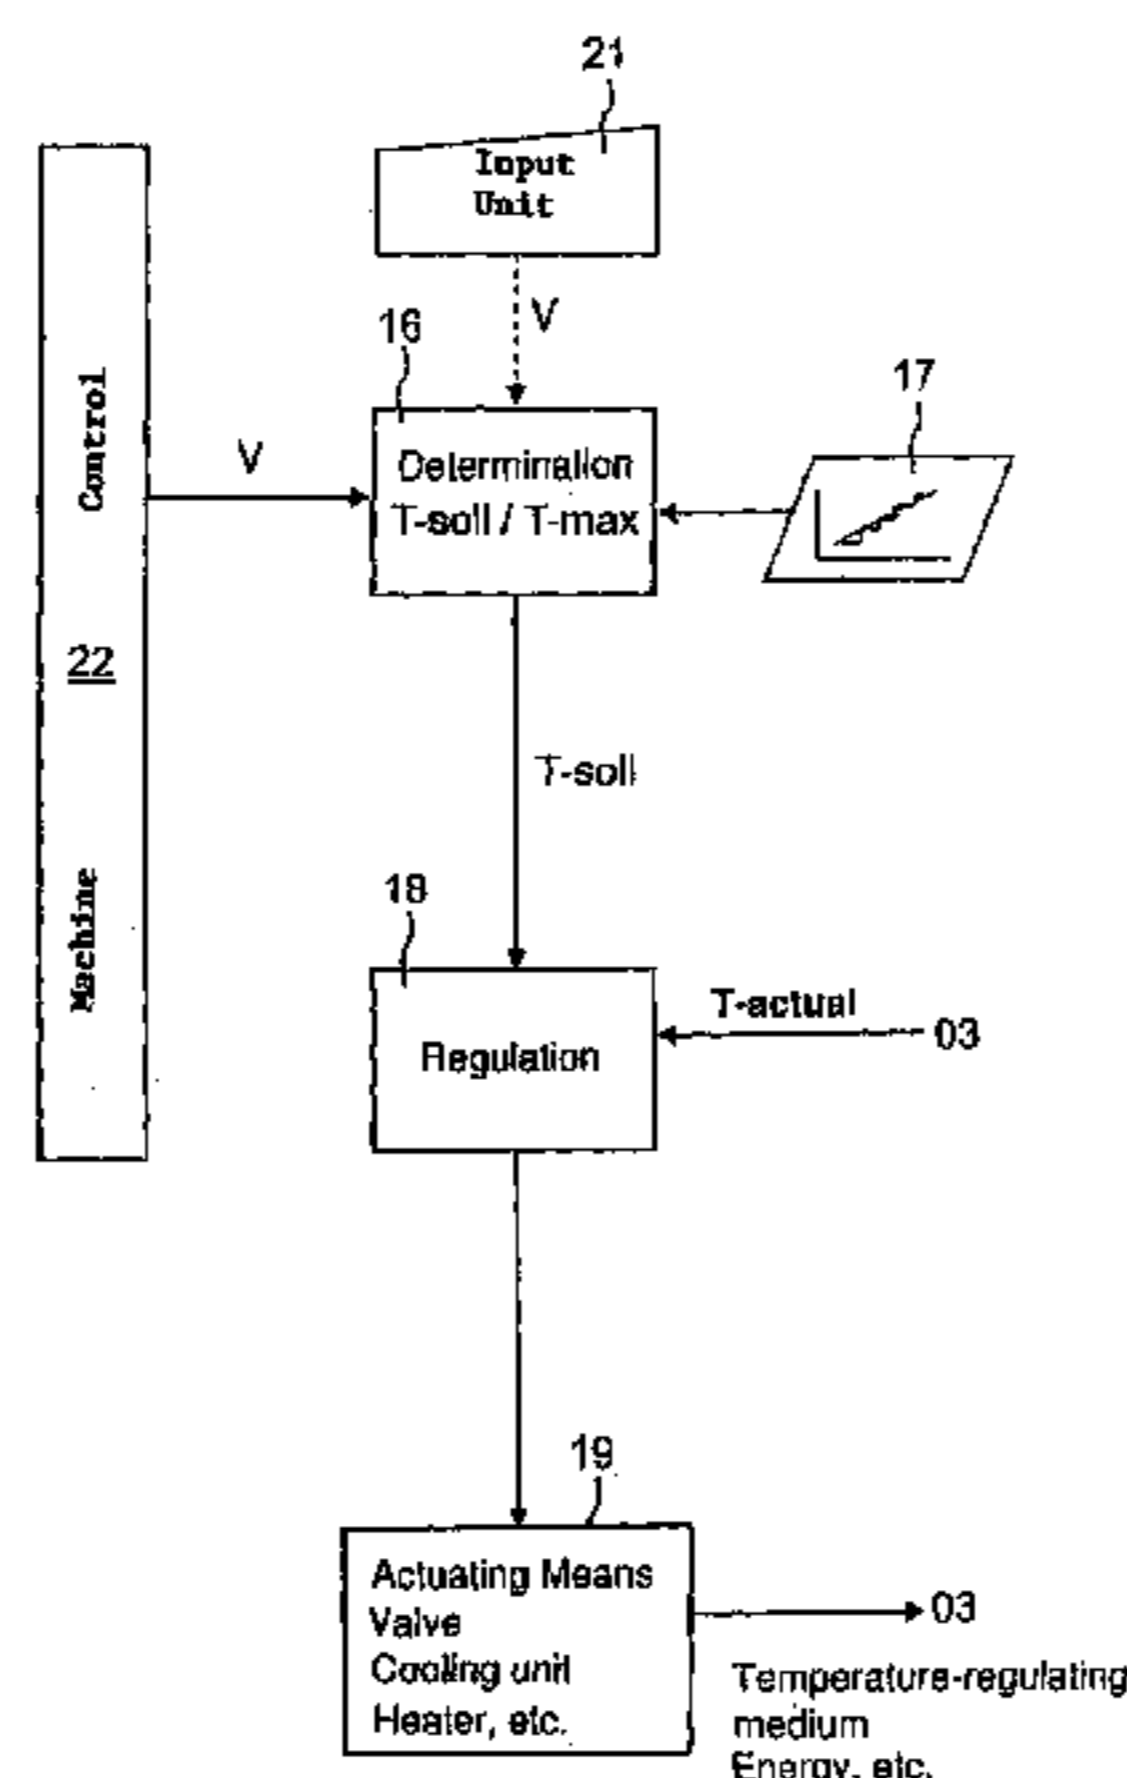 21
Input
Unit
V
16
17
Control
V
Determination
T-soll / T-max
22
T-soll
Machine
18
T-actual
03
Regulation
19
Actuating Means
Valve
Cooling unit
Heater, etc.
03
Temperature-regulating
medium
Energy, etc.